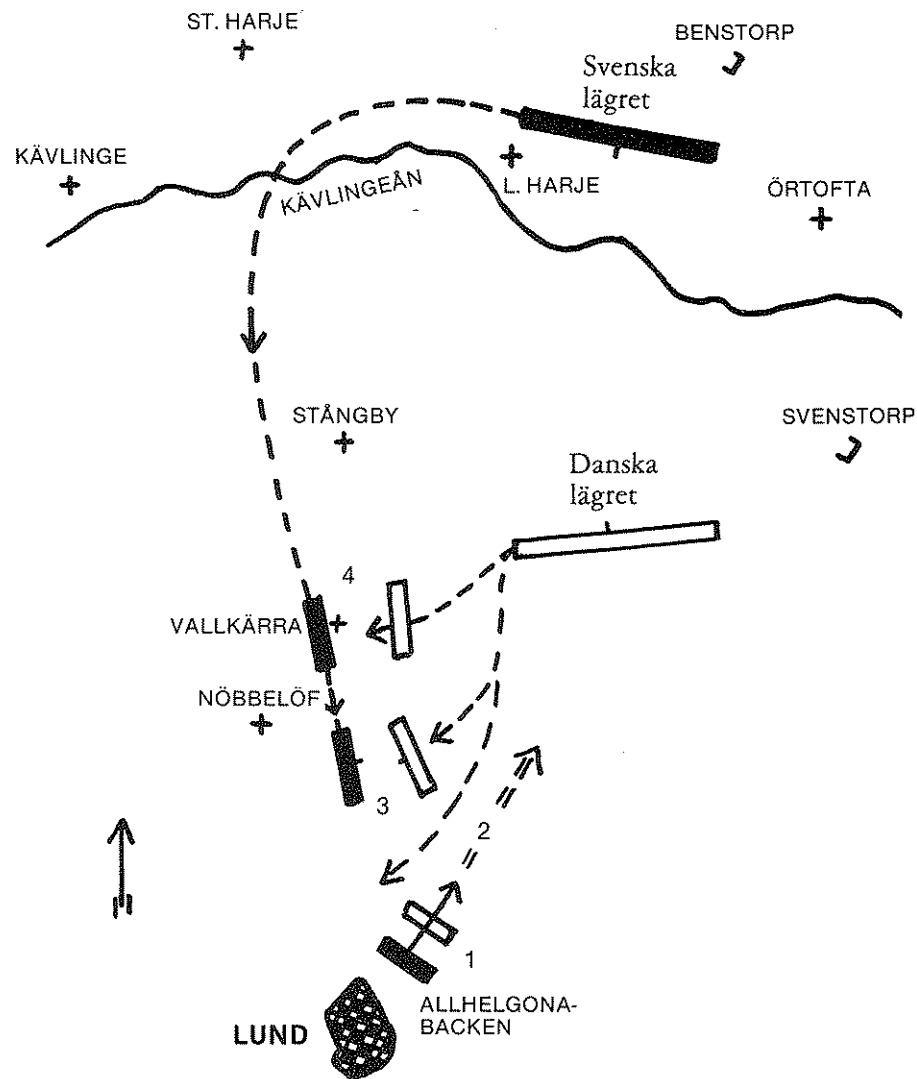 ST. HARJE
BENSTORP
Svenska
lägret
KÄVLINGE
KÄVLINGEÅN
L. HARJE
ÖRTOFTA
STÅNGBY
SVENSTORP
Danska
lägret
4
VALLKÄRRA
NÖBBELÖF
3
2
1
ALLHELGONA-
BACKEN
LUND